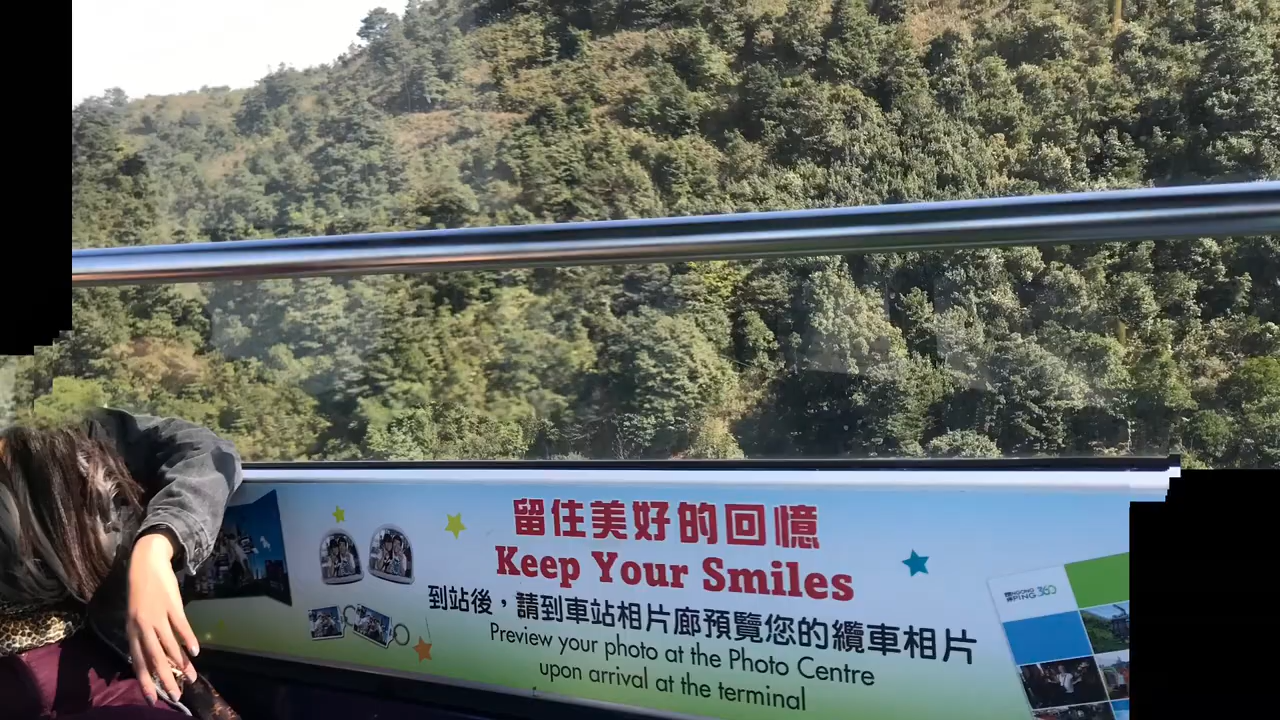 留住美好的回憶
Keep Your Smiles
到站後，請到車站相片廊預覽您的纜車相片
Preview your photo at the Photo Centre
upon arrival at the terminal
PING 360